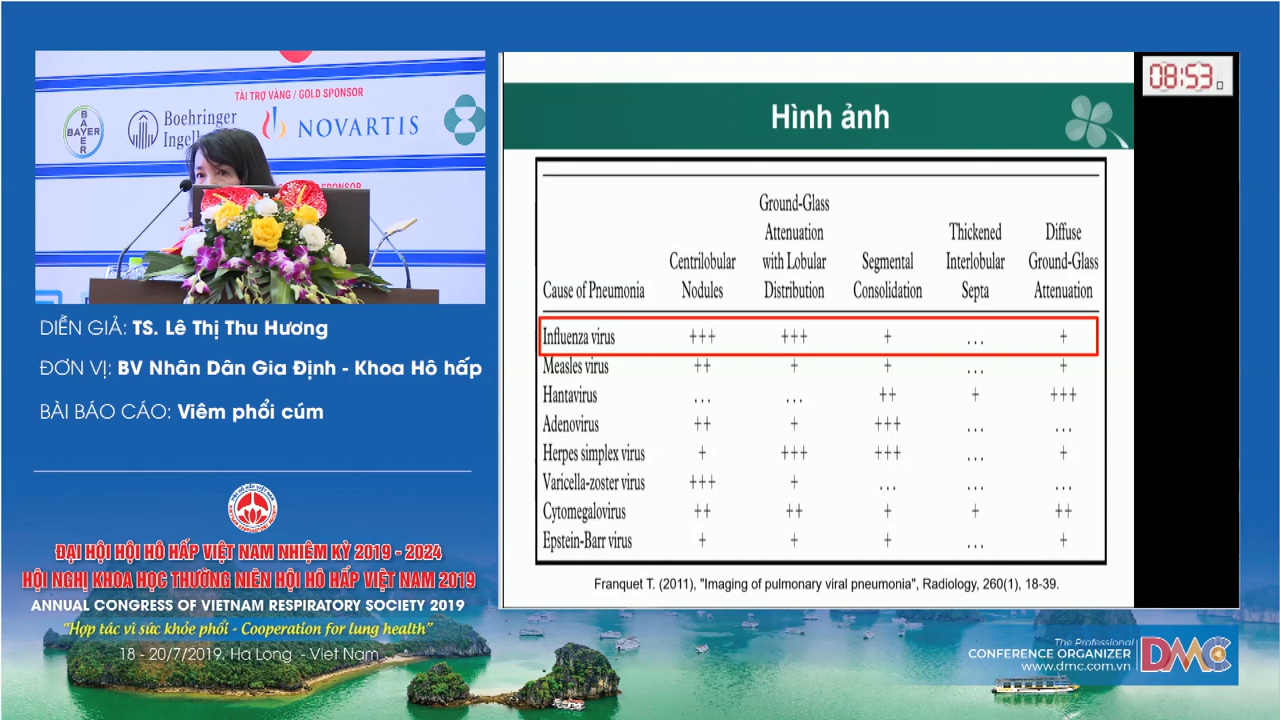 TÀI TRỢ VÀNG / GOLD SPONSOR
BAYER
BAYER
Boehringer
Ingel
NOVARTIS
SPONSOR
DIỄN GIẢ: TS. Lê Thị Thu Hương
ĐƠN VỊ: BV Nhân Dân Gia Định - Khoa Hô hấp
BÀI BÁO CÁO: Viêm phổi cúm
ĐẠI HỘI HỘI HÔ HẤP VIỆT NAM NHIỆM KỲ 2019 - 2024
HỘI NGHỊ KHOA HỌC THƯỜNG NIÊN HỘI HÔ HẤP VIỆT NAM 2019
ANNUAL CONGRESS OF VIETNAM RESPIRATORY SOCIETY 2019
"Hợp tác vì sức khỏe phổi - Cooperation for lung health"
18 - 20/7/2019. Ha Long - Viet Nam
08:53
Hình ảnh
Cause of Pneumonia Centrilobular Nodules Ground-Glass Attenuation with Lobular Distribution Segmental Consolidation Thickened Interlobular Septa Diffuse Ground-Glass Attenuation
Influenza virus +++ +++ + ... +
Measles virus ++ + + ... +
Hantavirus ... ... ++ + +++
Adenovirus ++ + +++ ... ...
Herpes simplex virus + +++ +++ ... +
Varicella-zoster virus +++ + ... ... ...
Cytomegalovirus ++ ++ + + ++
Epstein-Barr virus + + + ... +
Franquet T. (2011), "Imaging of pulmonary viral pneumonia", Radiology, 260(1), 18-39.
The Professional
CONFERENCE ORGANIZER
www.dmc.com.vn
DMC